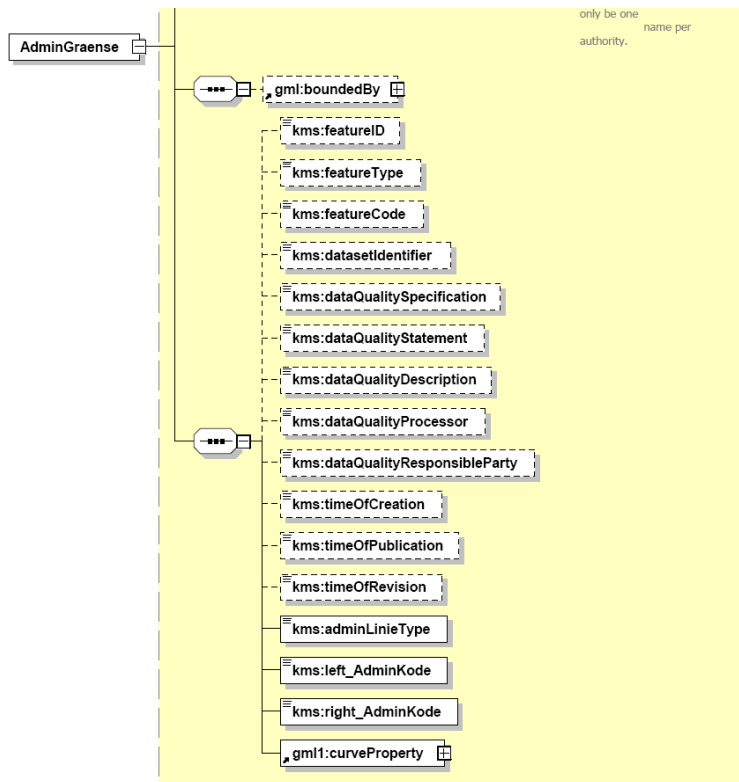 only be one
name per
authority.
AdminGraense
gml:boundedBy
kms:featureID
kms:featureType
kms:featureCode
kms:datasetIdentifier
kms:dataQualitySpecification
kms:dataQualityStatement
kms:dataQualityDescription
kms:dataQualityProcessor
kms:dataQualityResponsibleParty
kms:timeOfCreation
kms:timeOfPublication
kms:timeOfRevision
kms:adminLinieType
kms:left_AdminKode
kms:right_AdminKode
gml1:curveProperty